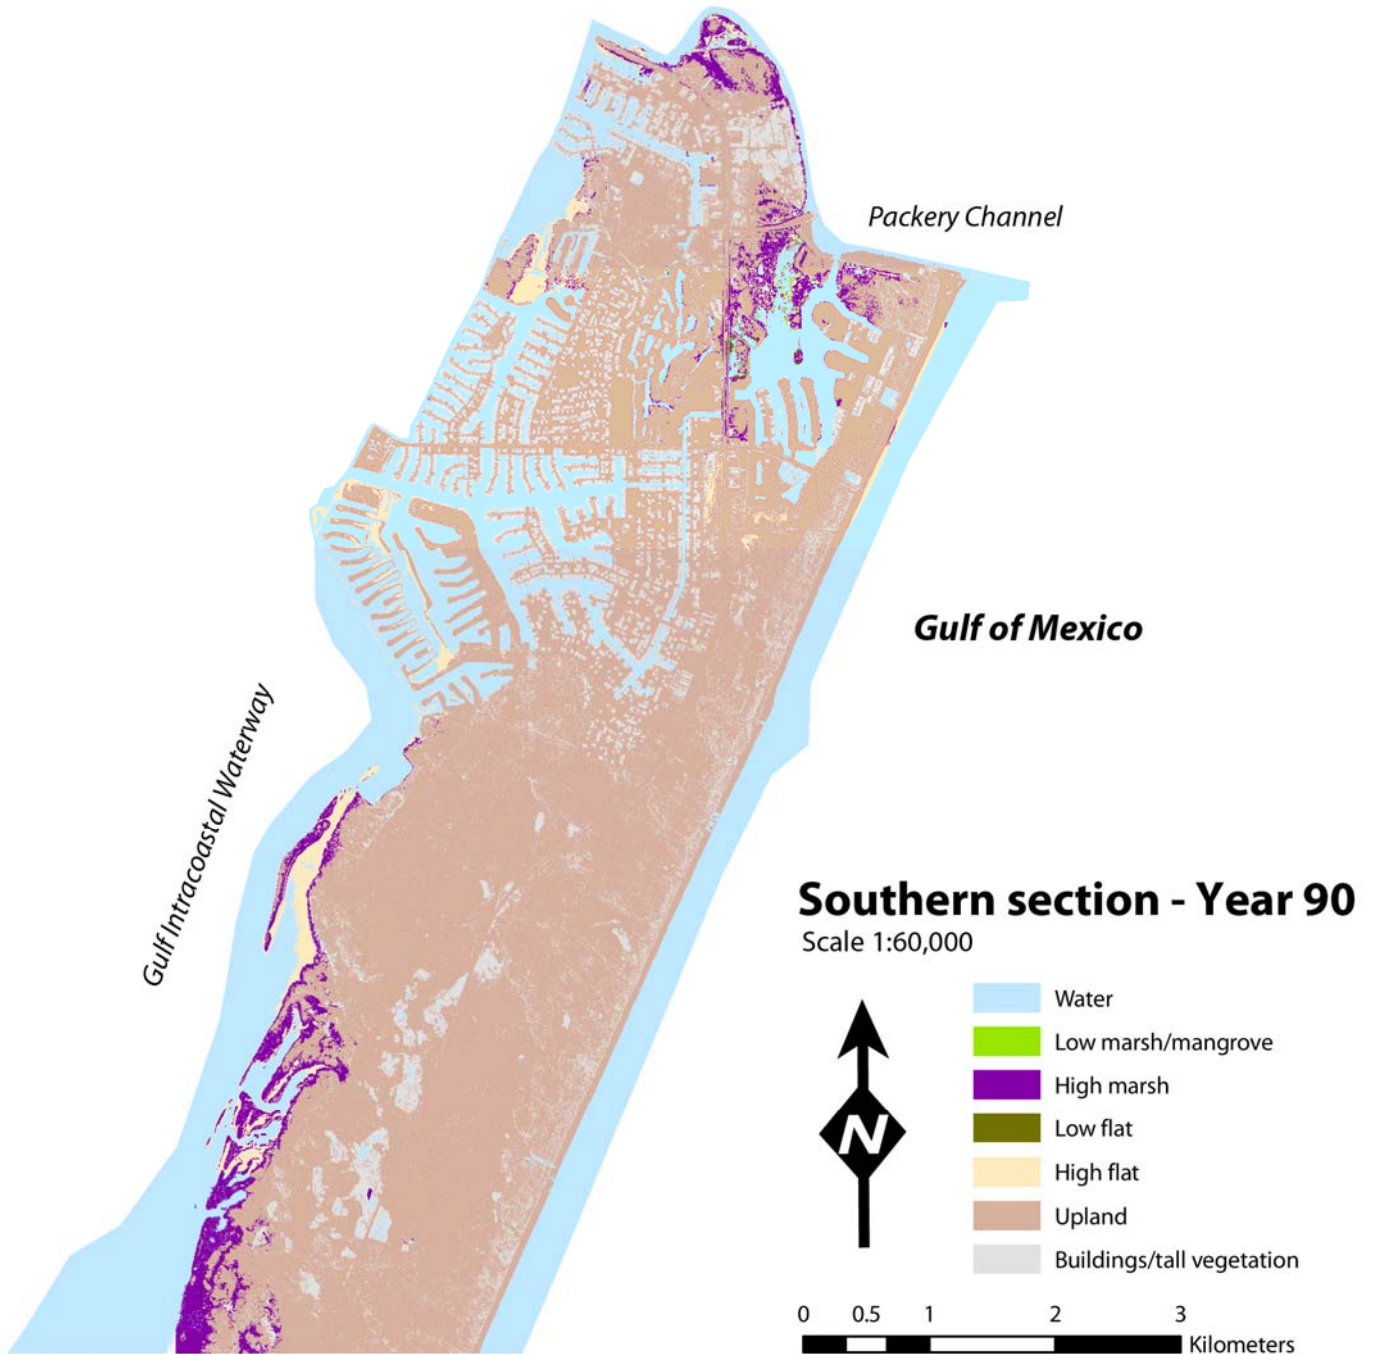 Packery Channel
Gulf of Mexico
Gulf Intracoastal Waterway
Southern section - Year 90
Scale 1:60,000
Water
Low marsh/mangrove
High marsh
Low flat
High flat
Upland
Buildings/tall vegetation
N
0 0.5 1 2 3
Kilometers